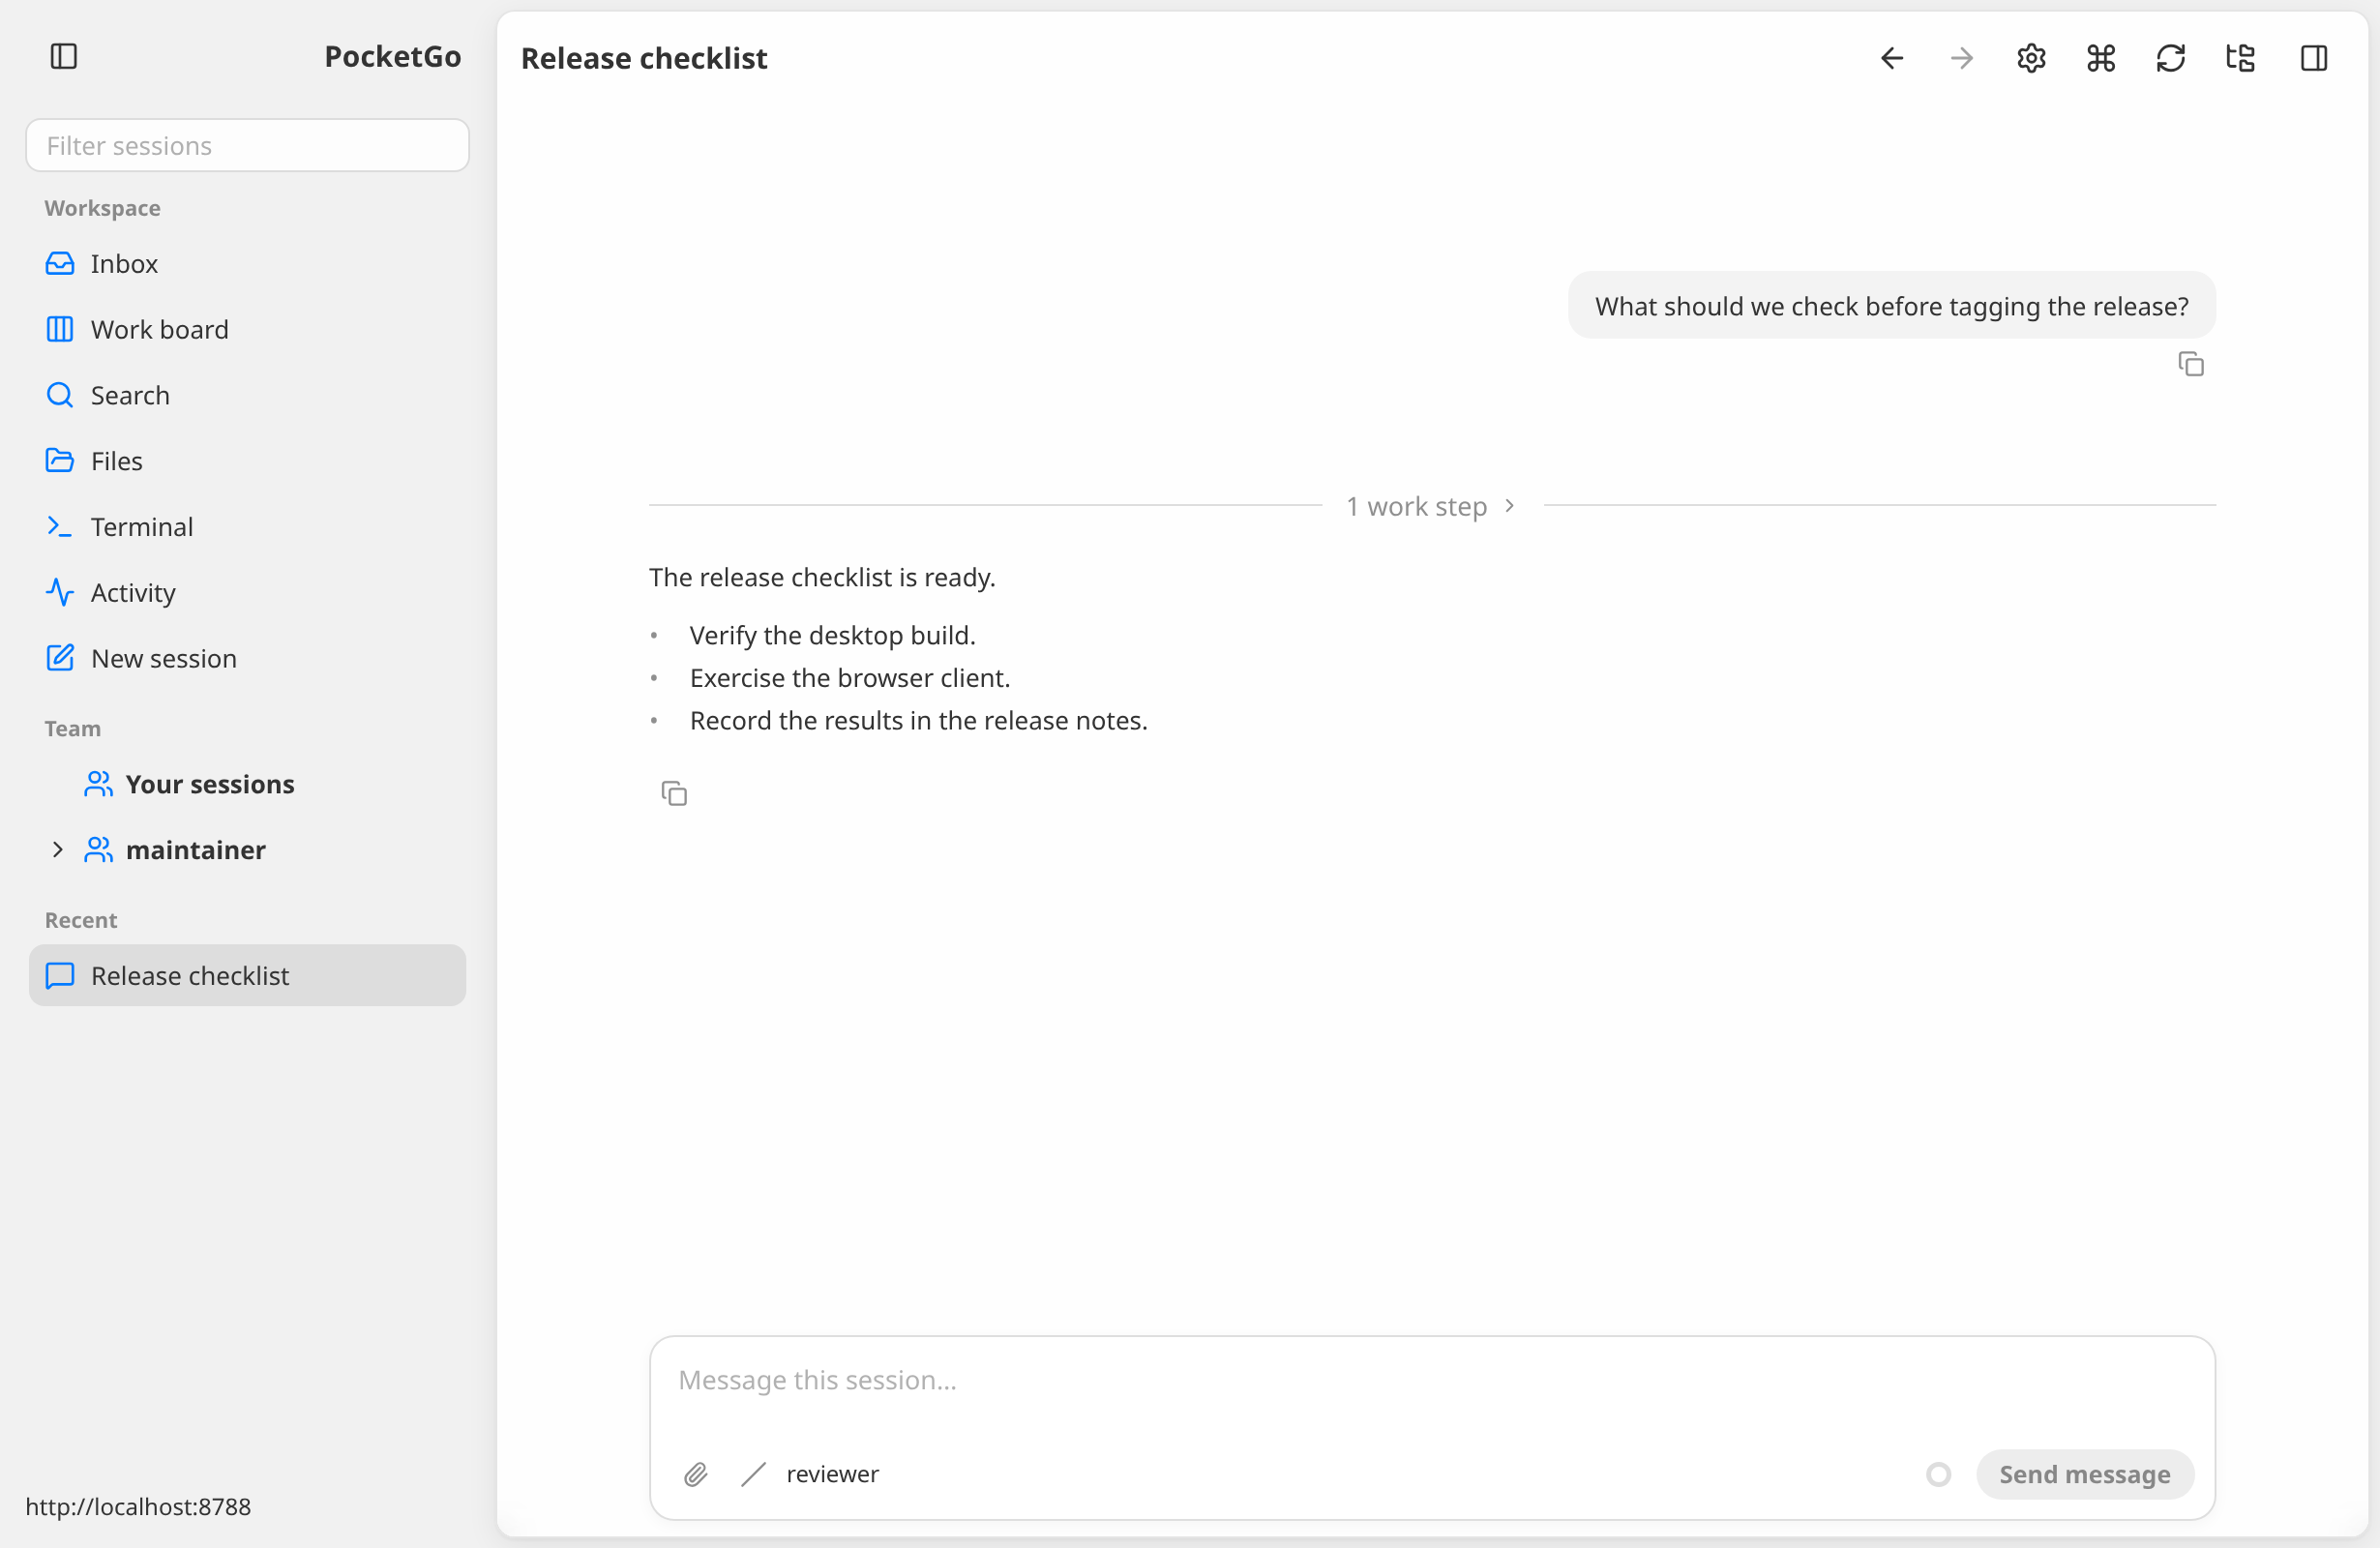 PocketGo
Filter sessions
Workspace
Inbox
Work board
Search
Files
Terminal
Activity
New session
Team
Your sessions
maintainer
Recent
Release checklist
http://localhost:8788
Release checklist
What should we check before tagging the release?
1 work step
The release checklist is ready.
• Verify the desktop build.
• Exercise the browser client.
• Record the results in the release notes.
Message this session...
reviewer
Send message